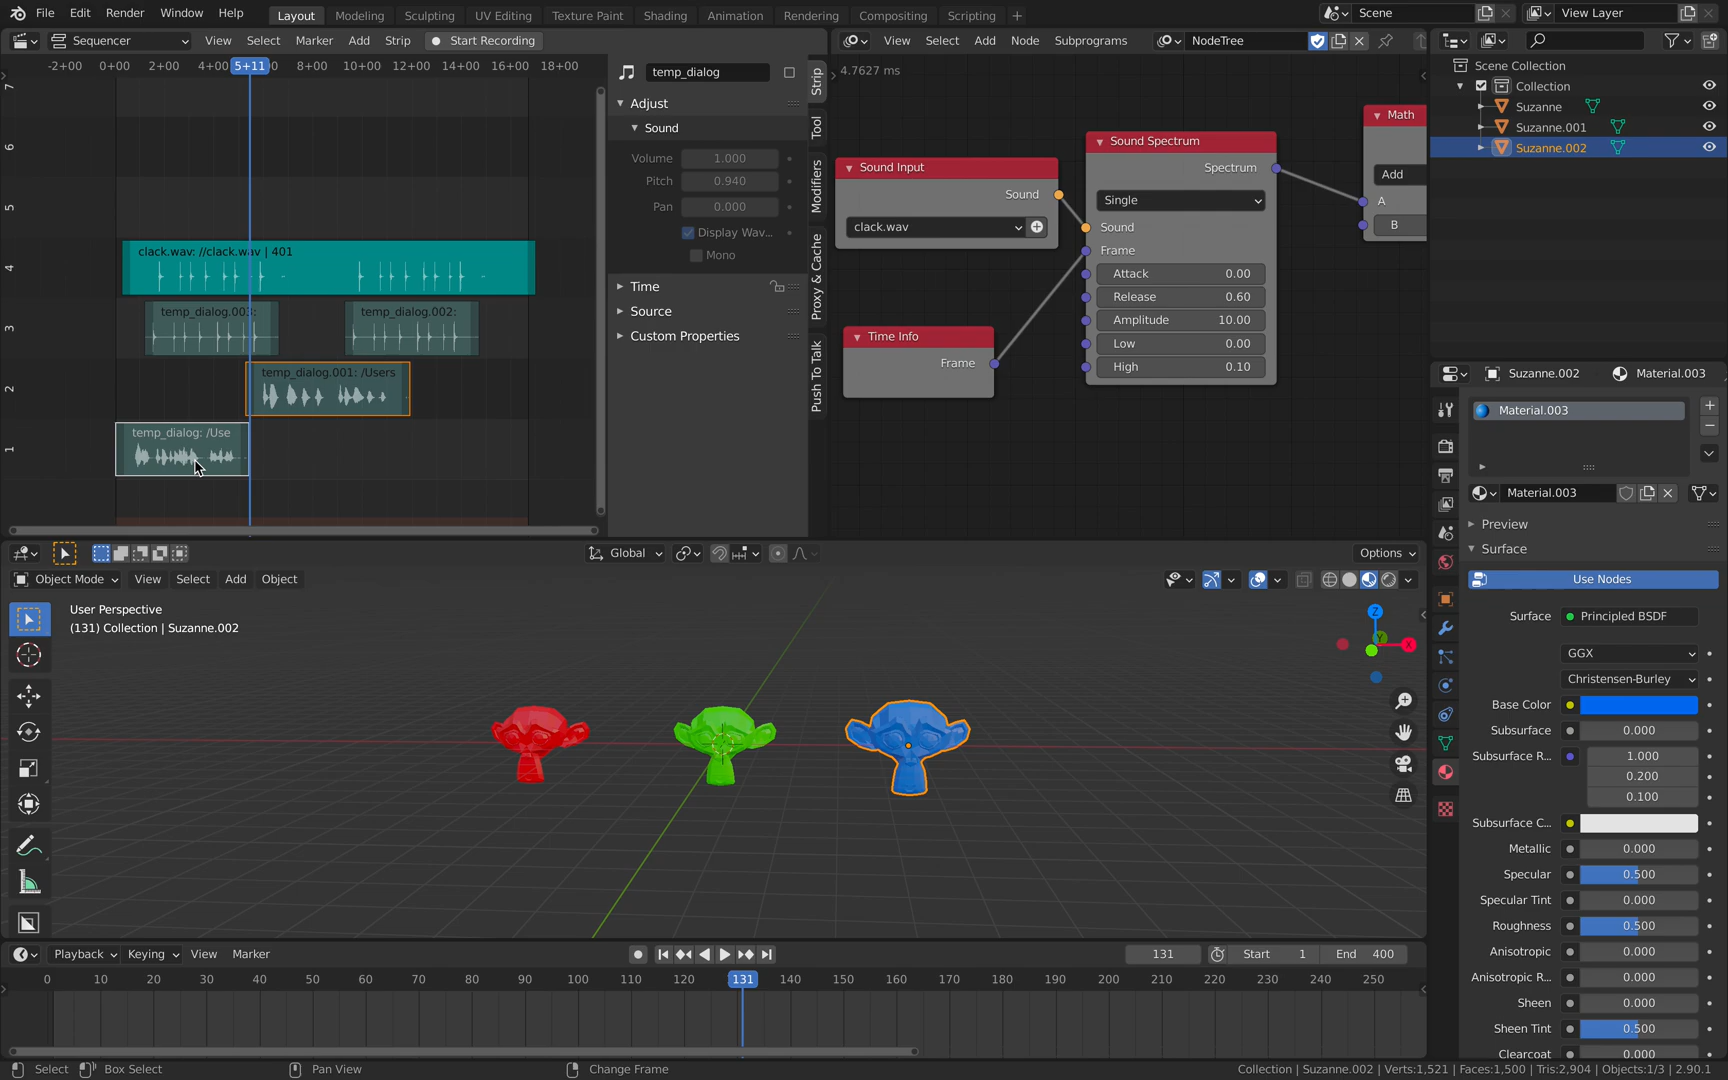 File Edit Render Window Help Layout Modeling Sculpting UV Editing Texture Paint Shading Animation Rendering Compositing Scripting + Scene View Layer
Sequencer View Select Marker Add Strip Start Recording
View Select Add Node Subprograms NodeTree
-2+00 0+00 2+00 4+00 5+11 8+00 10+00 12+00 14+00 16+00 18+00
7
6
5
4
3
2
1
clack.wav: //clack.wav | 401
temp_dialog.003:
temp_dialog.002:
temp_dialog.001: /Users
temp_dialog: /Use
temp_dialog
Adjust
Sound
Volume 1.000
Pitch 0.940
Pan 0.000
Display Wav...
Mono
Time
Source
Custom Properties
Strip
Tool
Modifiers
Proxy & Cache
Push To Talk
4.7627 ms
Sound Input
Sound
clack.wav
Time Info
Frame
Sound Spectrum
Spectrum
Single
Sound
Frame
Attack 0.00
Release 0.60
Amplitude 10.00
Low 0.00
High 0.10
Math
Add
A
B
Scene Collection
Collection
Suzanne
Suzanne.001
Suzanne.002
Suzanne.002 Material.003
Material.003
Material.003
Preview
Surface
Use Nodes
Surface Principled BSDF
GGX
Christensen-Burley
Base Color
Subsurface 0.000
Subsurface R... 1.000
0.200
0.100
Subsurface C...
Metallic 0.000
Specular 0.500
Specular Tint 0.000
Roughness 0.500
Anisotropic 0.000
Anisotropic R... 0.000
Sheen 0.000
Sheen Tint 0.500
Clearcoat 0.000
Global Options
Object Mode View Select Add Object
User Perspective
(131) Collection | Suzanne.002
Z
Y
X
Playback Keying View Marker 131 Start 1 End 400
0 10 20 30 40 50 60 70 80 90 100 110 120 131 140 150 160 170 180 190 200 210 220 230 240 250
Select Box Select Pan View Change Frame Collection | Suzanne.002 | Verts:1,521 | Faces:1,500 | Tris:2,904 | Objects:1/3 | 2.90.1